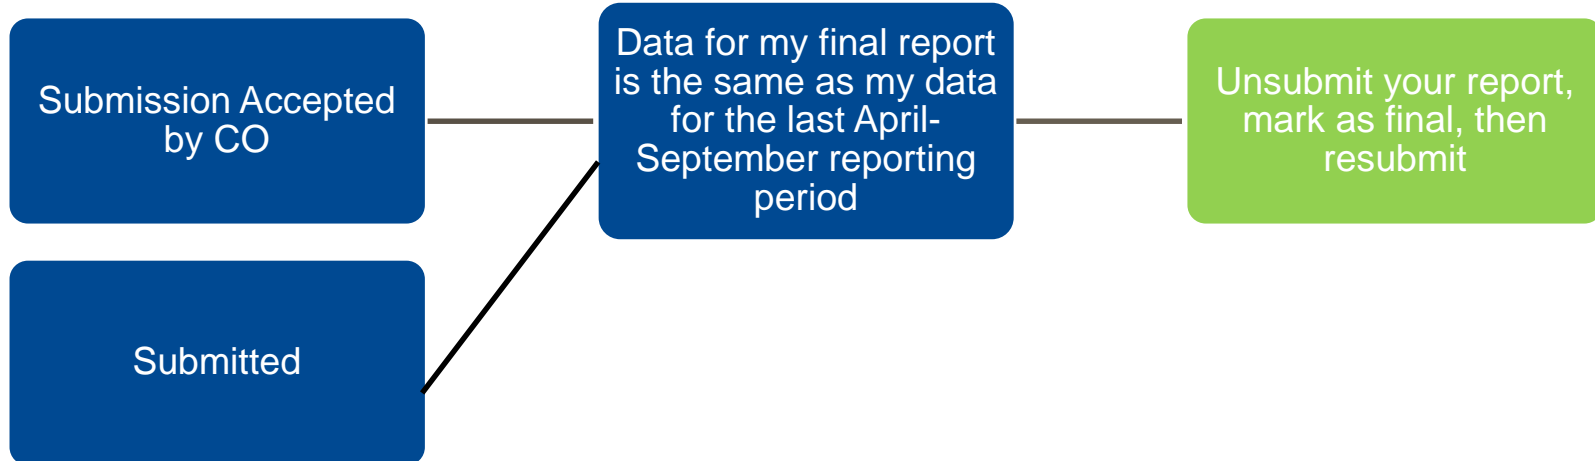 Submission Accepted
by CO
Submitted
Data for my final report
is the same as my data
for the last April-
September reporting
period
Unsubmit your report,
mark as final, then
resubmit